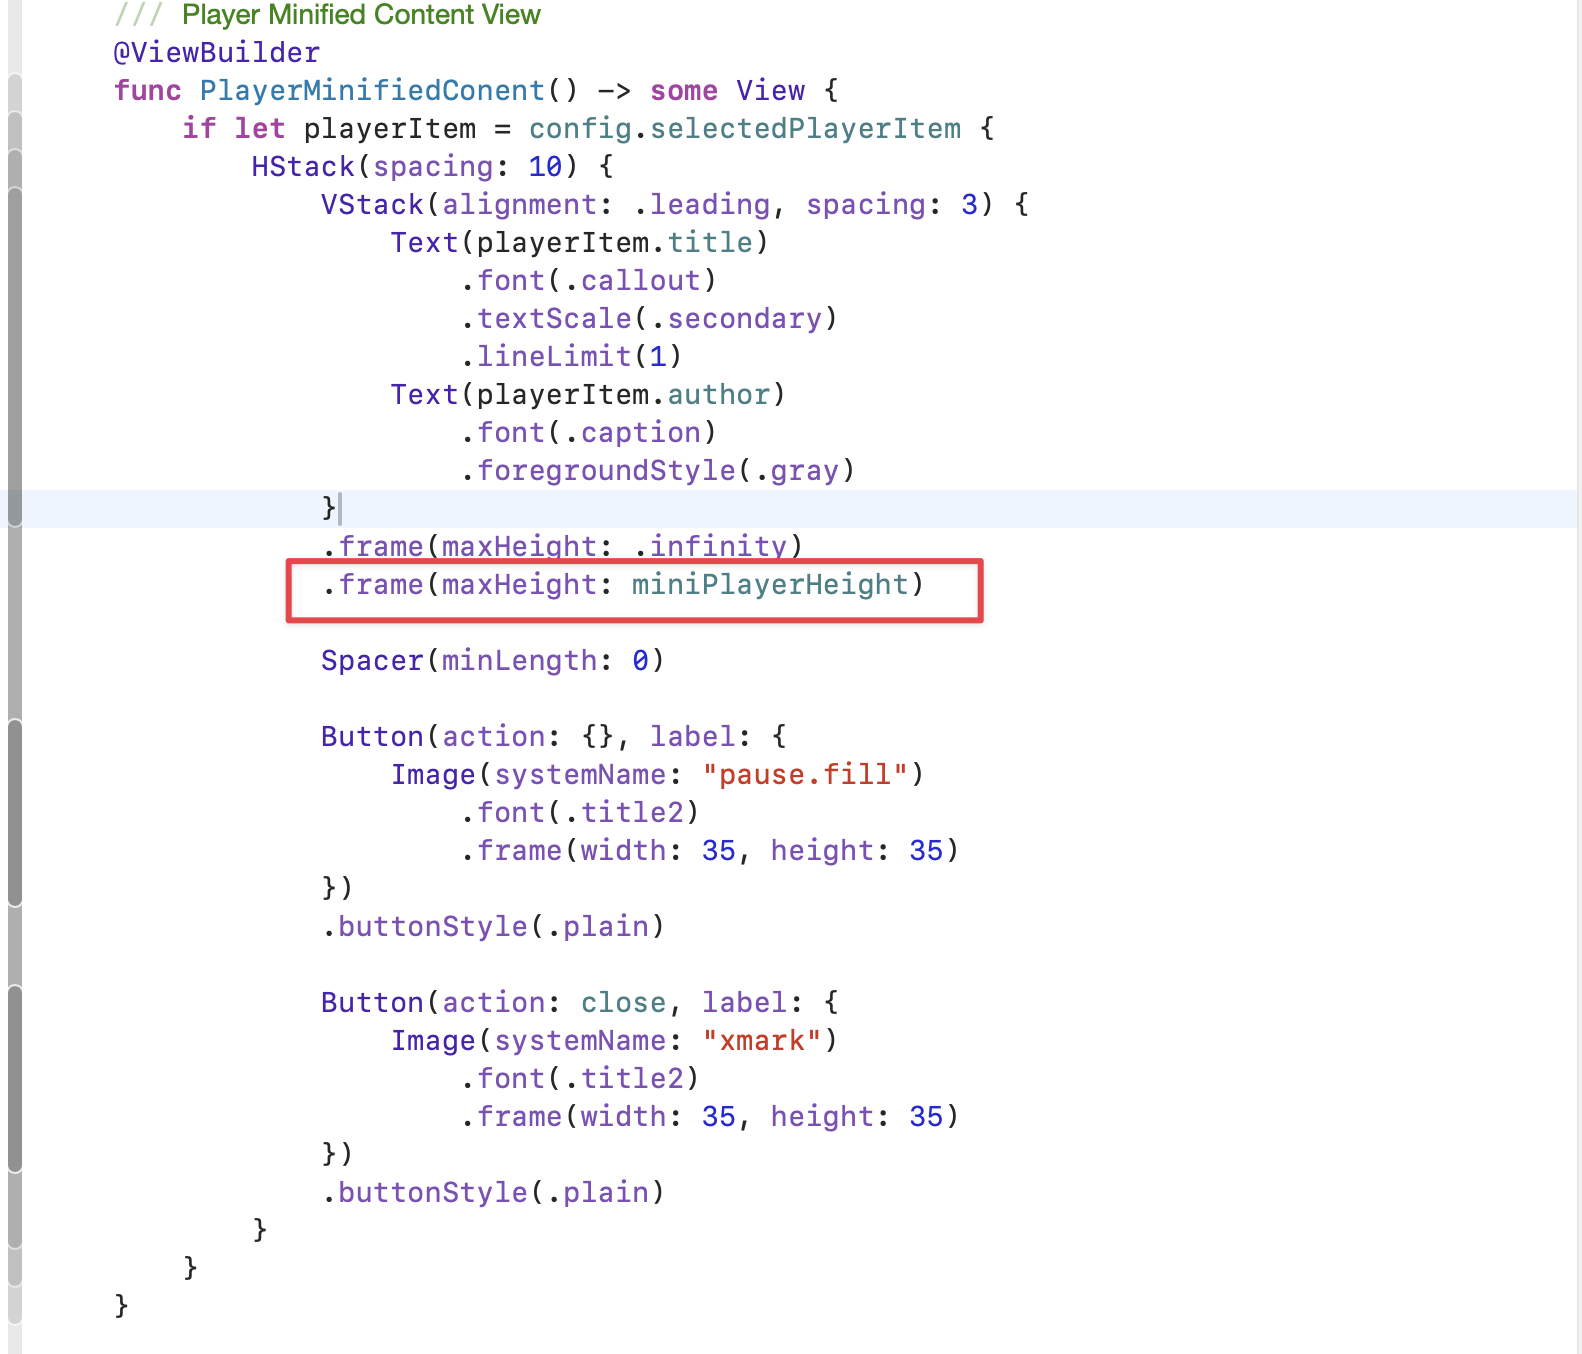 /// Player Minified Content View
@ViewBuilder
func PlayerMinifiedConent() -> some View {
if let playerItem = config.selectedPlayerItem {
HStack(spacing: 10) {
VStack(alignment: .leading, spacing: 3) {
Text(playerItem.title)
.font(.callout)
.textScale(.secondary)
.lineLimit(1)
Text(playerItem.author)
.font(.caption)
.foregroundStyle(.gray)
}
.frame(maxHeight: .infinity)
.frame(maxHeight: miniPlayerHeight)
Spacer(minLength: 0)
Button(action: {}, label: {
Image(systemName: "pause.fill")
.font(.title2)
.frame(width: 35, height: 35)
})
.buttonStyle(.plain)
Button(action: close, label: {
Image(systemName: "xmark")
.font(.title2)
.frame(width: 35, height: 35)
})
.buttonStyle(.plain)
}
}
}